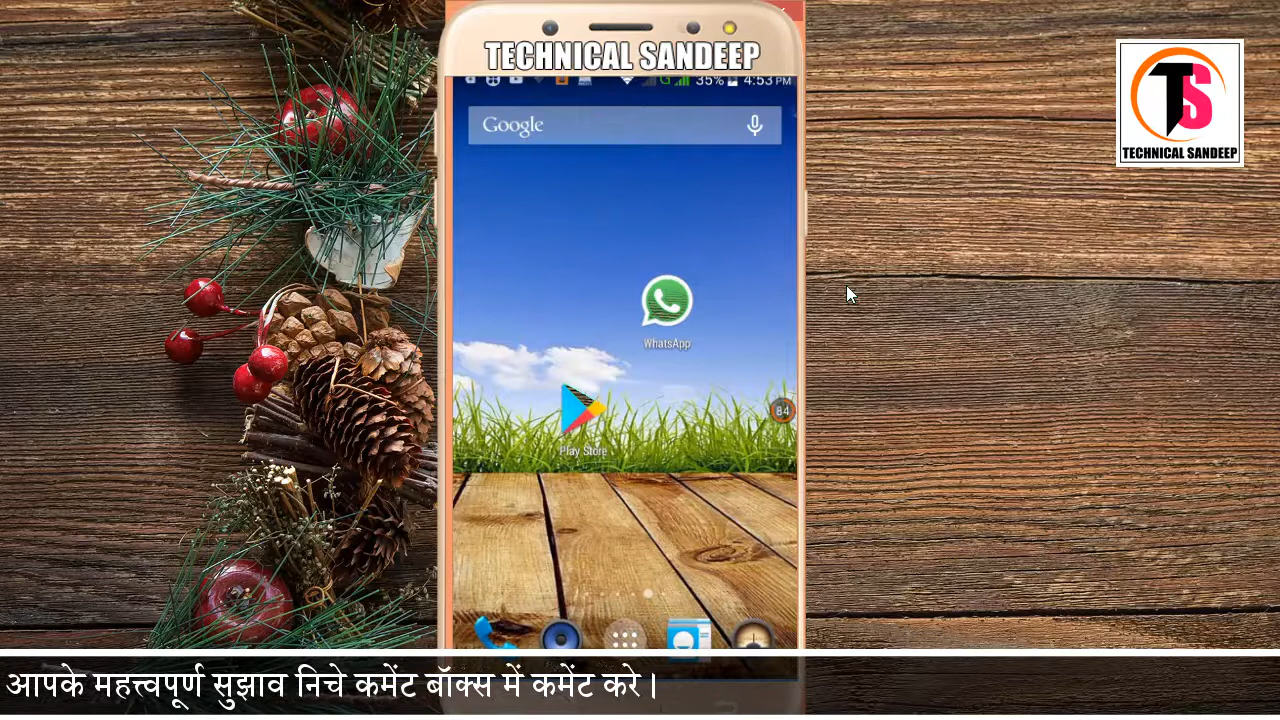 TECHNICAL SANDEEP
35% 4:53 PM
Google
TS
TECHNICAL SANDEEP
WhatsApp
84
Play Store
आपके महत्त्वपूर्ण सुझाव निचे कमेंट बॉक्स में कमेंट करे।